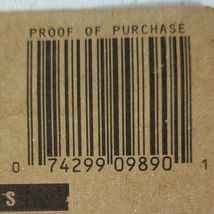 PROOF OF PURCHASE
0 74299 09890 1
S